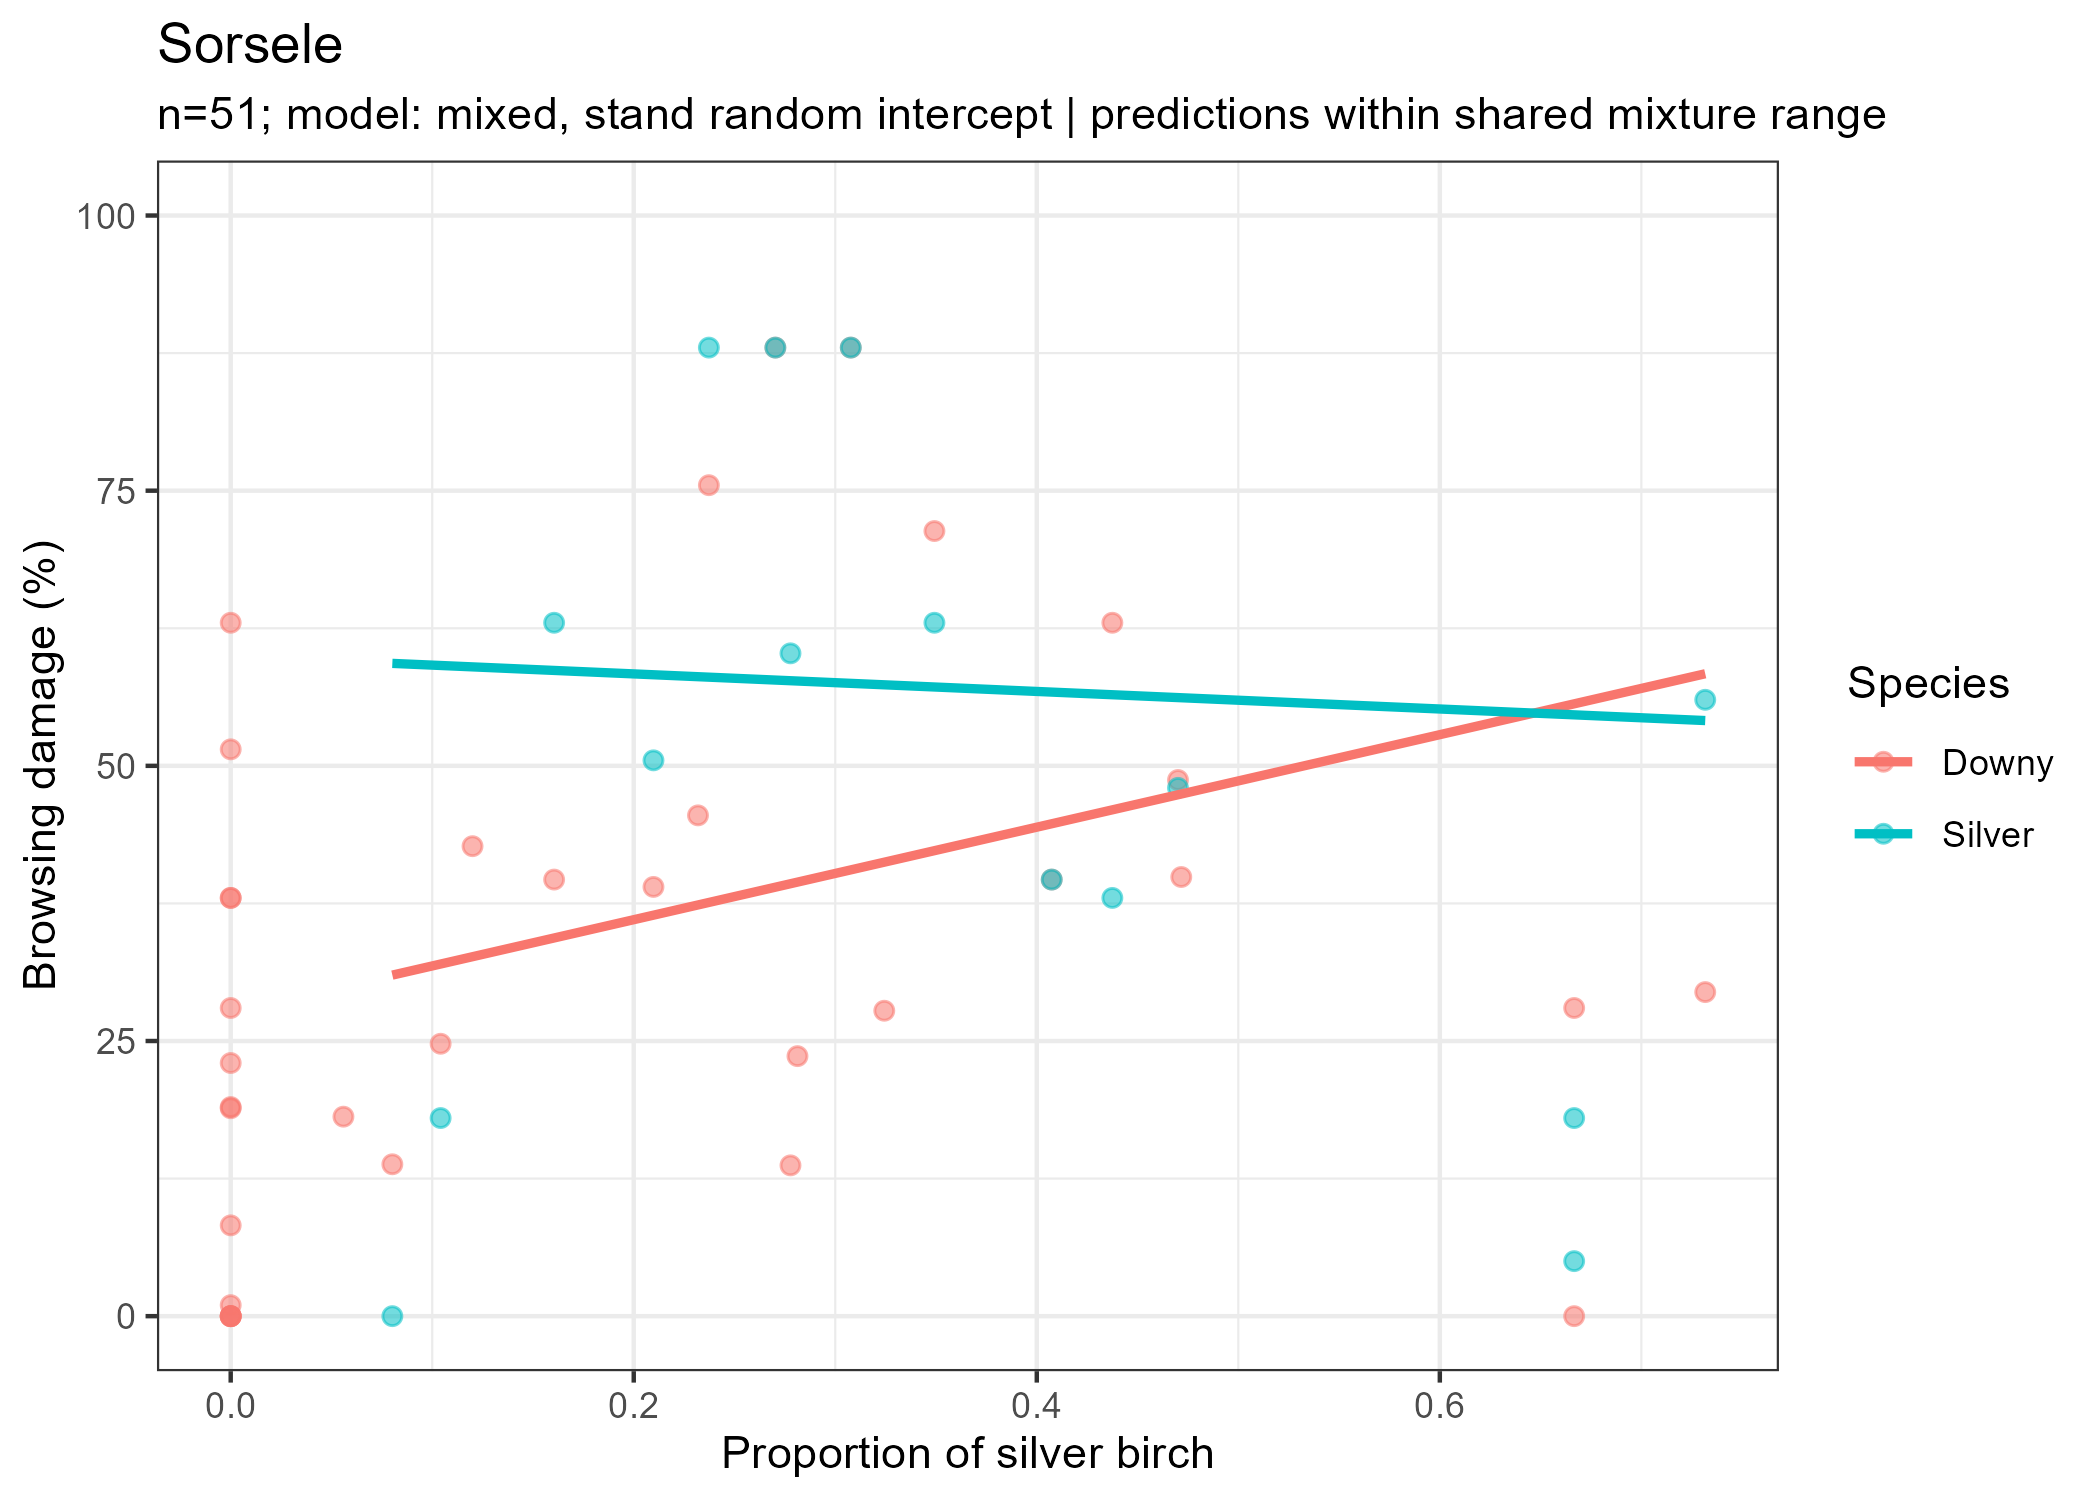 Sorsele
n=51; model: mixed, stand random intercept | predictions within shared mixture range
100
75
50
25
0
Browsing damage (%)
0.0
0.2
0.4
0.6
Proportion of silver birch
Species
Downy
Silver